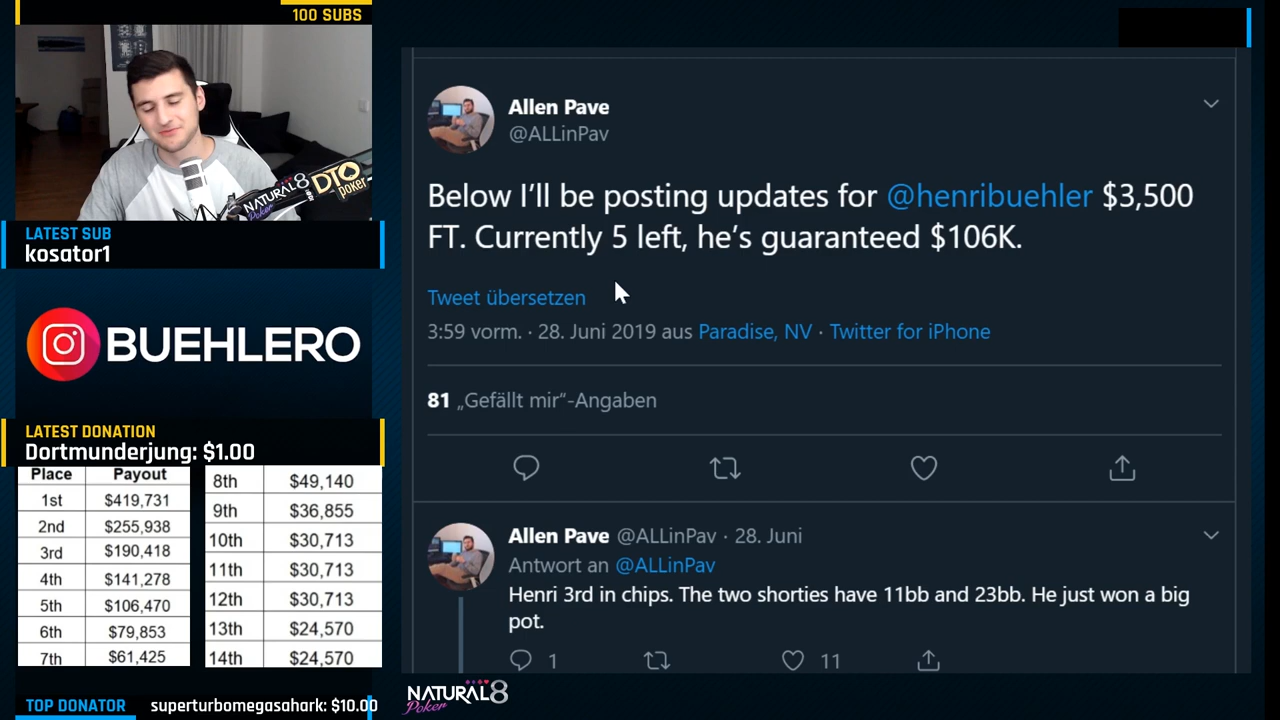 100 SUBS
NATURAL8
Poker
DTO
poker
LATEST SUB
kosator1
BUEHLERO
LATEST DONATION
Dortmunderjung: $1.00
Place Payout
1st $419,731
2nd $255,938
3rd $190,418
4th $141,278
5th $106,470
6th $79,853
7th $61,425
8th $49,140
9th $36,855
10th $30,713
11th $30,713
12th $30,713
13th $24,570
14th $24,570
TOP DONATOR superturbomegasahark: $10.00
Allen Pave
@ALLinPav
Below I'll be posting updates for @henribuehler $3,500
FT. Currently 5 left, he's guaranteed $106K.
Tweet übersetzen
3:59 vorm. · 28. Juni 2019 aus Paradise, NV · Twitter for iPhone
81 „Gefällt mir“-Angaben
Allen Pave @ALLinPav · 28. Juni
Antwort an @ALLinPav
Henri 3rd in chips. The two shorties have 11bb and 23bb. He just won a big
pot.
1 11
NATURAL8
Poker